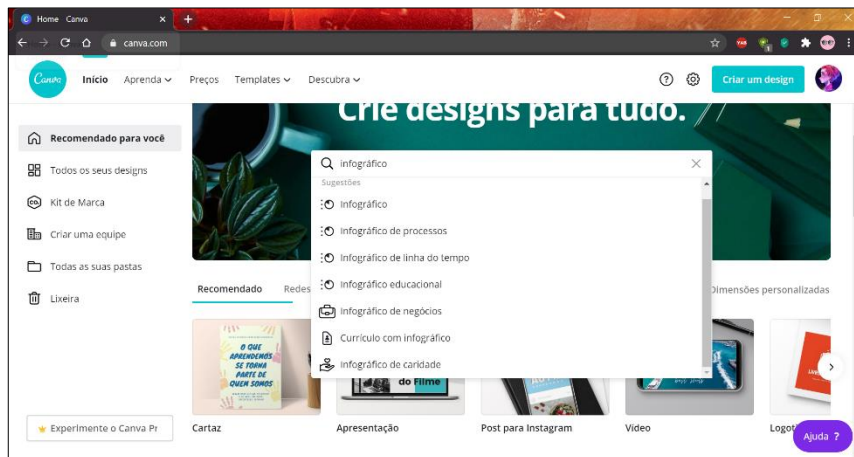 Home Canva
canva.com
YeS
Canva
Início
Aprenda
Preços
Templates
Descubra
Criar um design
Crie designs para tudo.
Recomendado para você
Todos os seus designs
co.
Kit de Marca
Criar uma equipe
Todas as suas pastas
Lixeira
Experimente o Canva Pr
infográfico
Sugestões
Infográfico
Infográfico de processos
Infográfico de linha do tempo
Infográfico educacional
Infográfico de negócios
Currículo com infográfico
Infográfico de caridade
Recomendado
Redes
Dimensões personalizadas
O QUE
APRENDEMOS
SE TORNA
PARTE DE
QUEM SOMOS
do Filme
Cartaz
Apresentação
Post para Instagram
Vídeo
Logot
Ajuda ?